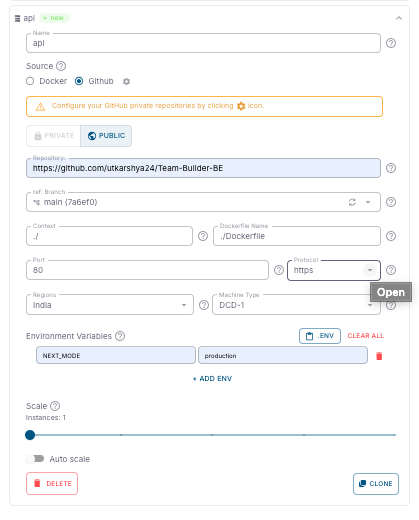 api new
Name
api
Source
Docker
Github
Configure your GitHub private repositories by clicking icon.
PRIVATE
PUBLIC
Repository:
https://github.com/utkarshya24/Team-Builder-BE
ref: Branch
main (7a6ef0)
Context
./
Dockerfile Name
./Dockerfile
Port
80
Protocol
https
Open
Regions
India
Machine Type
DCD-1
Environment Variables
.ENV
CLEAR ALL
NEXT_MODE
production
+ ADD ENV
Scale
Instances: 1
Auto scale
DELETE
CLONE